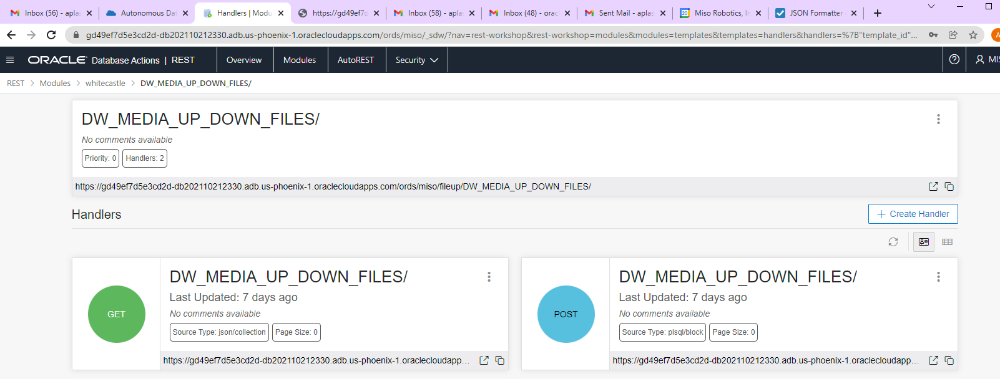 Inbox (56) - aplas
Autonomous Dat
Handlers | Modu
https://gd49ef7d
Inbox (58) - aplas
Inbox (48) - orac
Sent Mail - aplas
20
Miso Robotics, In
JSON Formatter
gd49ef7d5e3cd2d-db202110212330.adb.us-phoenix-1.oraclecloudapps.com/ords/miso/_sdw/?nav=rest-workshop&rest-workshop=modules&modules=templates&templates=handlers&handlers=%7B"template_id"...
A
ORACLE Database Actions | REST
Overview
Modules
AutoREST
Security
MIS
REST > Modules > whitecastle > DW_MEDIA_UP_DOWN_FILES/
DW_MEDIA_UP_DOWN_FILES/
No comments available
Priority: 0 Handlers: 2
https://gd49ef7d5e3cd2d-db202110212330.adb.us-phoenix-1.oraclecloudapps.com/ords/miso/fileup/DW_MEDIA_UP_DOWN_FILES/
Handlers
+ Create Handler
GET
DW_MEDIA_UP_DOWN_FILES/
Last Updated: 7 days ago
No comments available
Source Type: json/collection Page Size: 0
https://gd49ef7d5e3cd2d-db202110212330.adb.us-phoenix-1.oraclecloudapp...
POST
DW_MEDIA_UP_DOWN_FILES/
Last Updated: 7 days ago
No comments available
Source Type: plsql/block Page Size: 0
https://gd49ef7d5e3cd2d-db202110212330.adb.us-phoenix-1.oraclecloudapp...